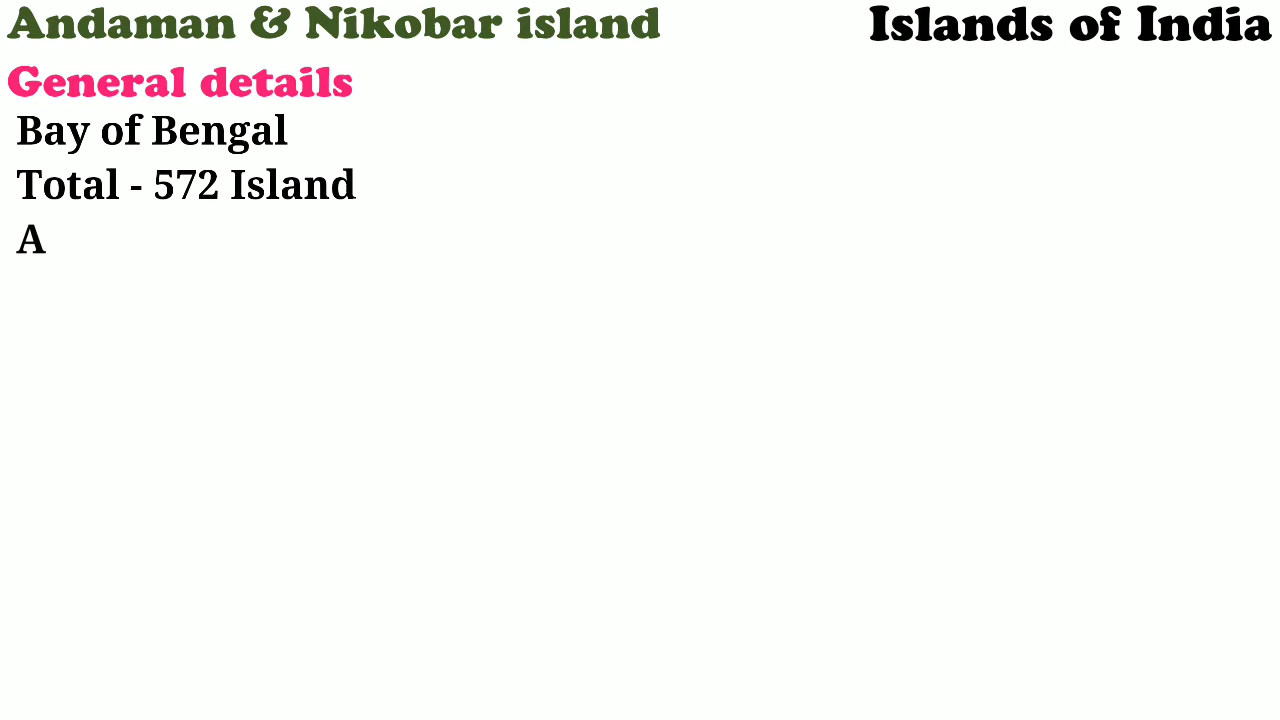 Andaman & Nikobar island
Islands of India
General details
Bay of Bengal
Total - 572 Island
A